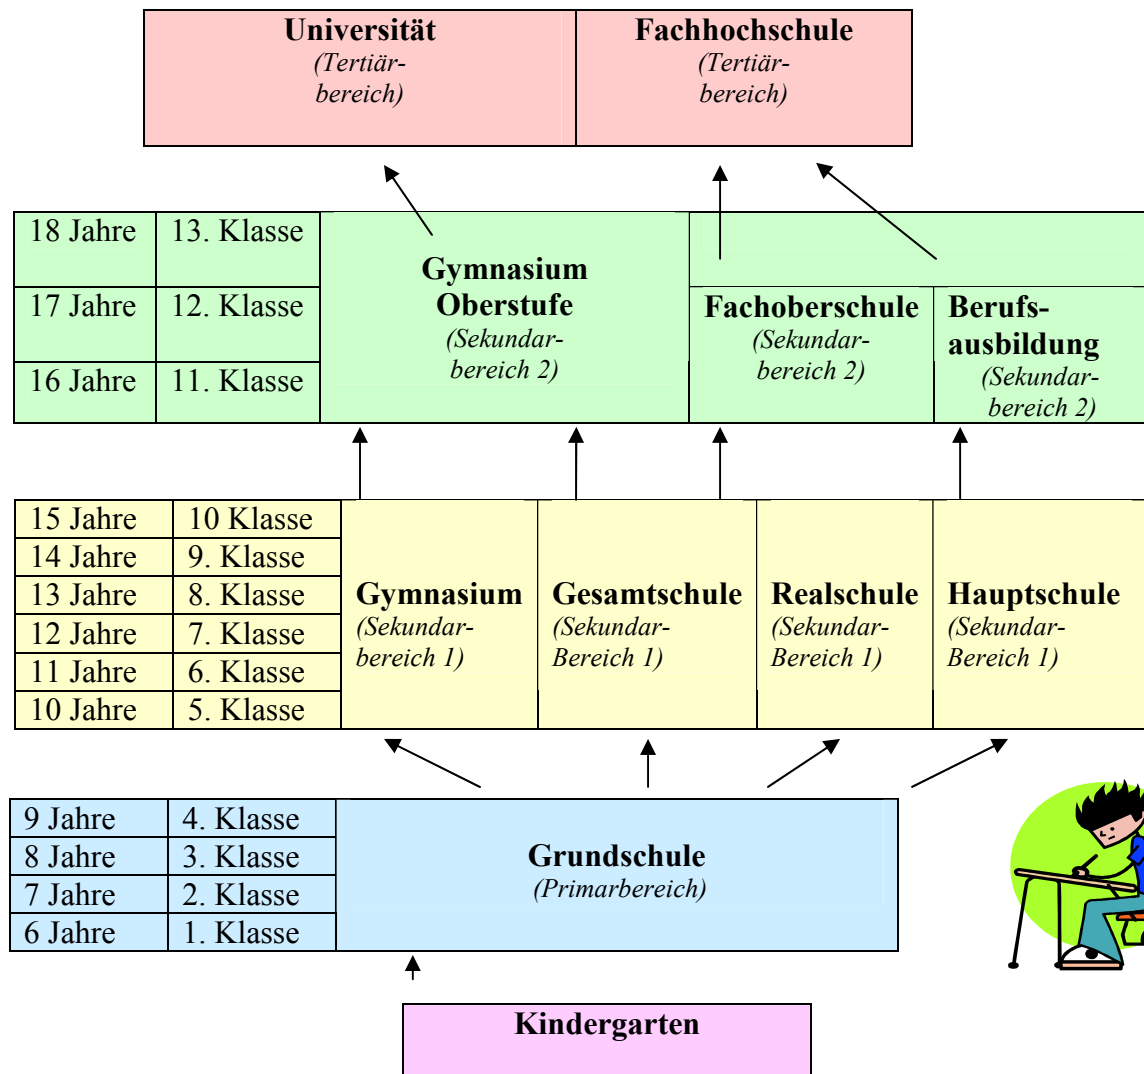 Universität
(Tertiär-
bereich)
Fachhochschule
(Tertiär-
bereich)
18 Jahre
13. Klasse
17 Jahre
12. Klasse
16 Jahre
11. Klasse
Gymnasium
Oberstufe
(Sekundar-
bereich 2)
Fachoberschule
(Sekundar-
bereich 2)
Berufs-
ausbildung
(Sekundar-
bereich 2)
15 Jahre
10 Klasse
14 Jahre
9. Klasse
13 Jahre
8. Klasse
12 Jahre
7. Klasse
11 Jahre
6. Klasse
10 Jahre
5. Klasse
Gymnasium
(Sekundar-
bereich 1)
Gesamtschule
(Sekundar-
Bereich 1)
Realschule
(Sekundar-
Bereich 1)
Hauptschule
(Sekundar-
Bereich 1)
9 Jahre
4. Klasse
8 Jahre
3. Klasse
7 Jahre
2. Klasse
6 Jahre
1. Klasse
Grundschule
(Primarbereich)
Kindergarten